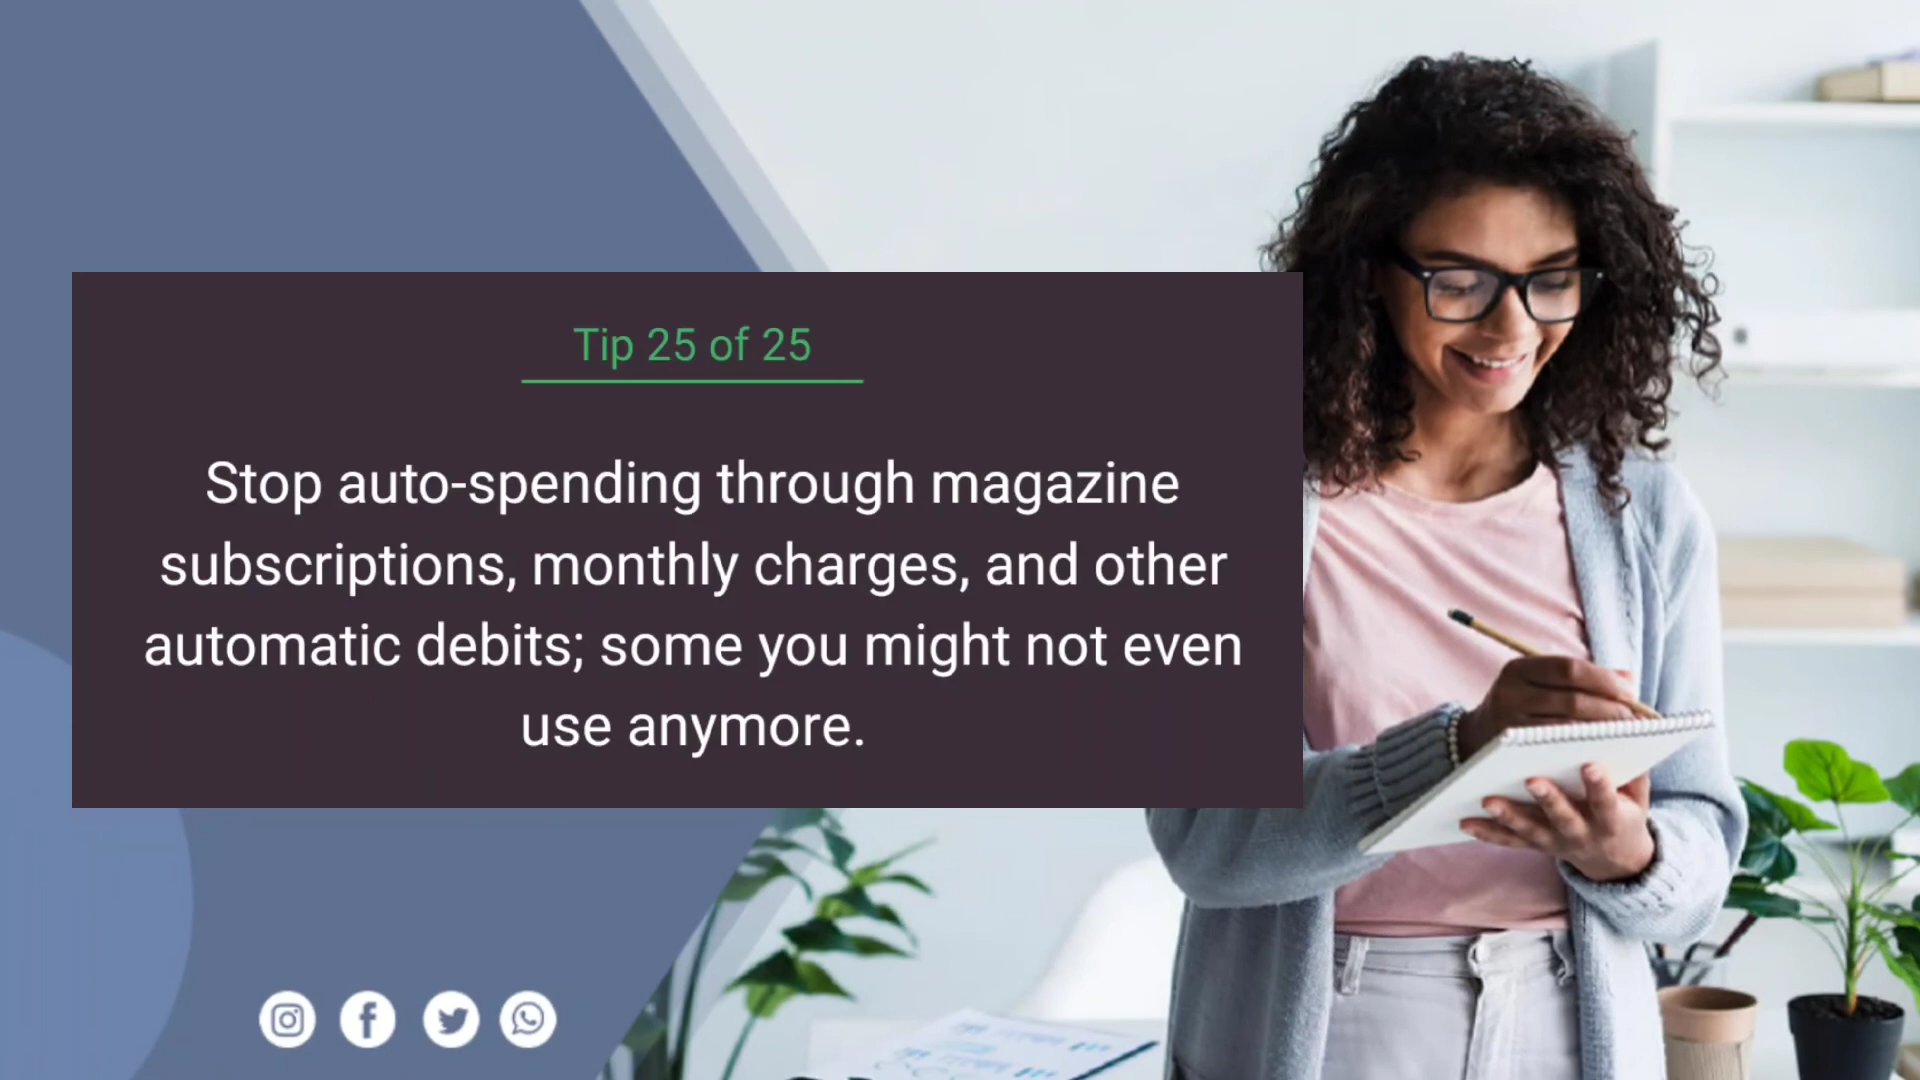 Tip 25 of 25
Stop auto-spending through magazine
subscriptions, monthly charges, and other
automatic debits; some you might not even
use anymore.